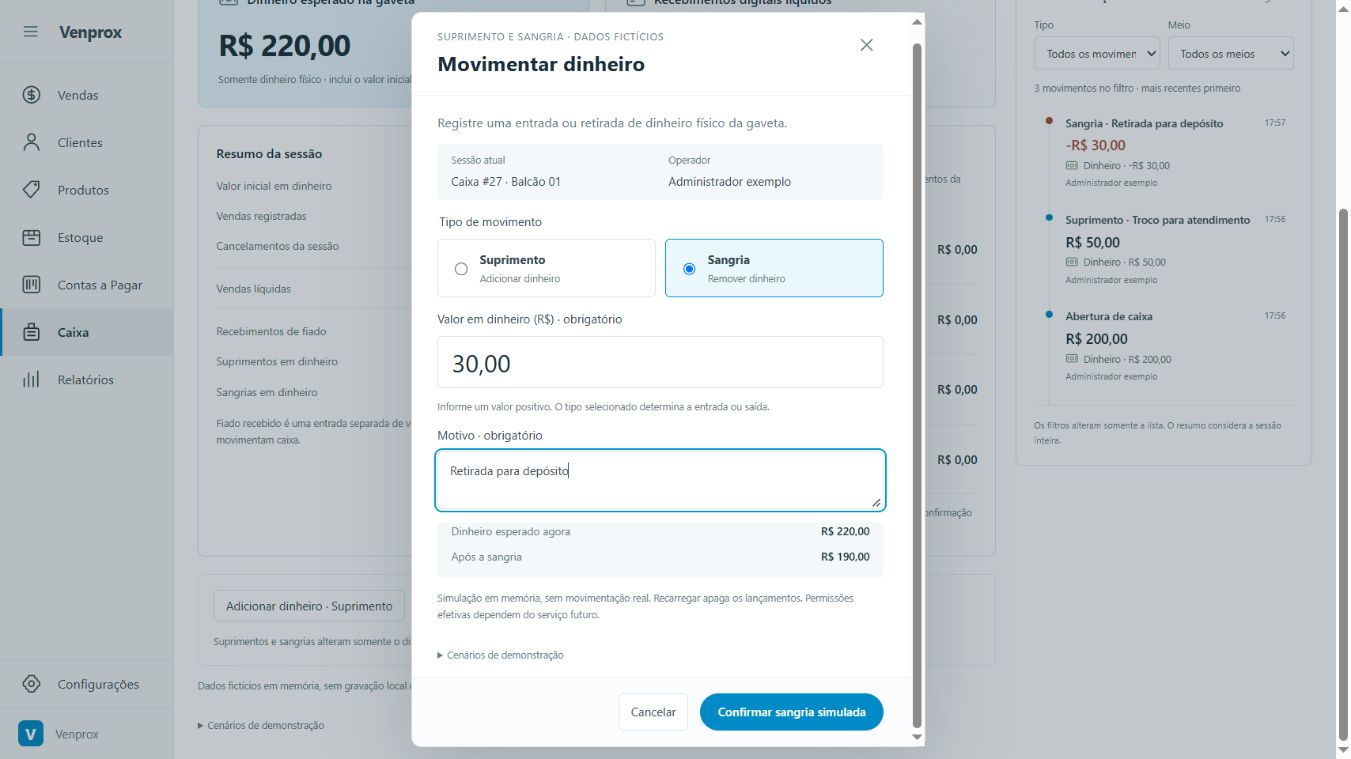 Venprox
Vendas
Clientes
Produtos
Estoque
Contas a Pagar
Caixa
Relatórios
Configurações
V Venprox
Dinheiro esperado na gaveta
R$ 220,00
Somente dinheiro físico · inclui o valor inicial
Recebimentos digitais líquidos
Resumo da sessão
Valor inicial em dinheiro
Vendas registradas
Cancelamentos da sessão
Vendas líquidas
Recebimentos de fiado
Suprimentos em dinheiro
Sangrias em dinheiro
Fiado recebido é uma entrada separada de
movimentam caixa.
Adicionar dinheiro · Suprimento
Suprimentos e sangrias alteram somente o
Dados fictícios em memória, sem gravação local
Cenários de demonstração
SUPRIMENTO E SANGRIA · DADOS FICTÍCIOS
Movimentar dinheiro
Registre uma entrada ou retirada de dinheiro físico da gaveta.
Sessão atual
Operador
Caixa #27 · Balcão 01
Administrador exemplo
Tipo de movimento
Suprimento
Adicionar dinheiro
Sangria
Remover dinheiro
Valor em dinheiro (R$) · obrigatório
30,00
Informe um valor positivo. O tipo selecionado determina a entrada ou saída.
Motivo · obrigatório
Retirada para depósito
Dinheiro esperado agora R$ 220,00
Após a sangria R$ 190,00
Simulação em memória, sem movimentação real. Recarregar apaga os lançamentos. Permissões
efetivas dependem do serviço futuro.
Cenários de demonstração
Cancelar
Confirmar sangria simulada
R$ 0,00
R$ 0,00
R$ 0,00
R$ 0,00
Tipo
Meio
Todos os movimen
Todos os meios
3 movimentos no filtro · mais recentes primeiro
Sangria · Retirada para depósito 17:57
-R$ 30,00
Dinheiro · -R$ 30,00
Administrador exemplo
Suprimento · Troco para atendimento 17:56
R$ 50,00
Dinheiro · R$ 50,00
Administrador exemplo
Abertura de caixa 17:56
R$ 200,00
Dinheiro · R$ 200,00
Administrador exemplo
Os filtros alteram somente a lista. O resumo considera a sessão
inteira.